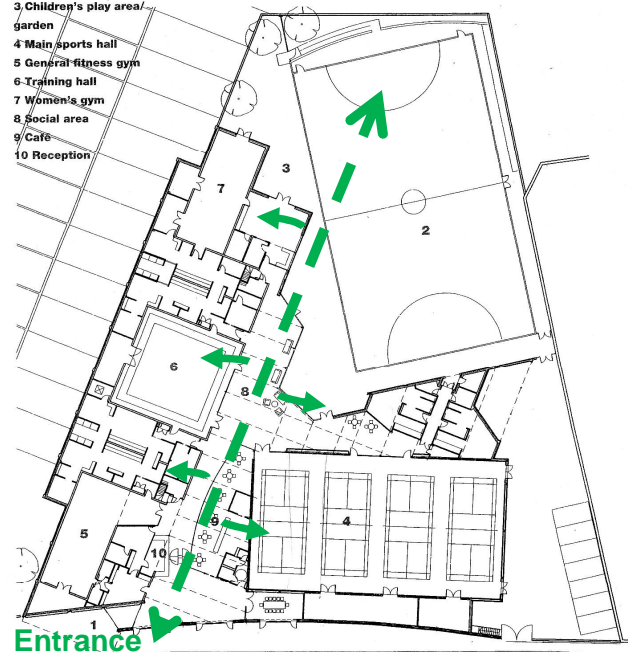 3 Children's play area/
garden
4 Main sports hall
5 General fitness gym
6 Training hall
7 Women's gym
8 Social area
9 Café
10 Reception
3
7
2
6
8
9
4
5
10
1
Entrance